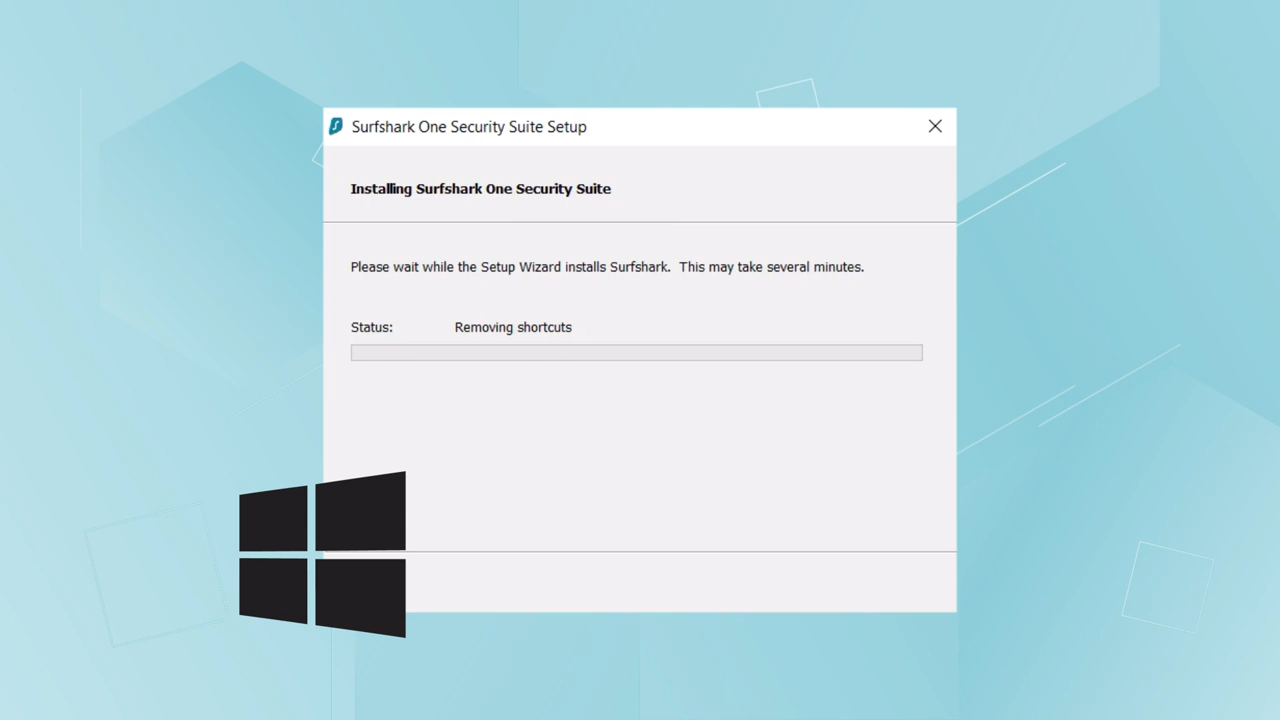 Surfshark One Security Suite Setup
Installing Surfshark One Security Suite
Please wait while the Setup Wizard installs Surfshark.  This may take several minutes.
Status: Removing shortcuts